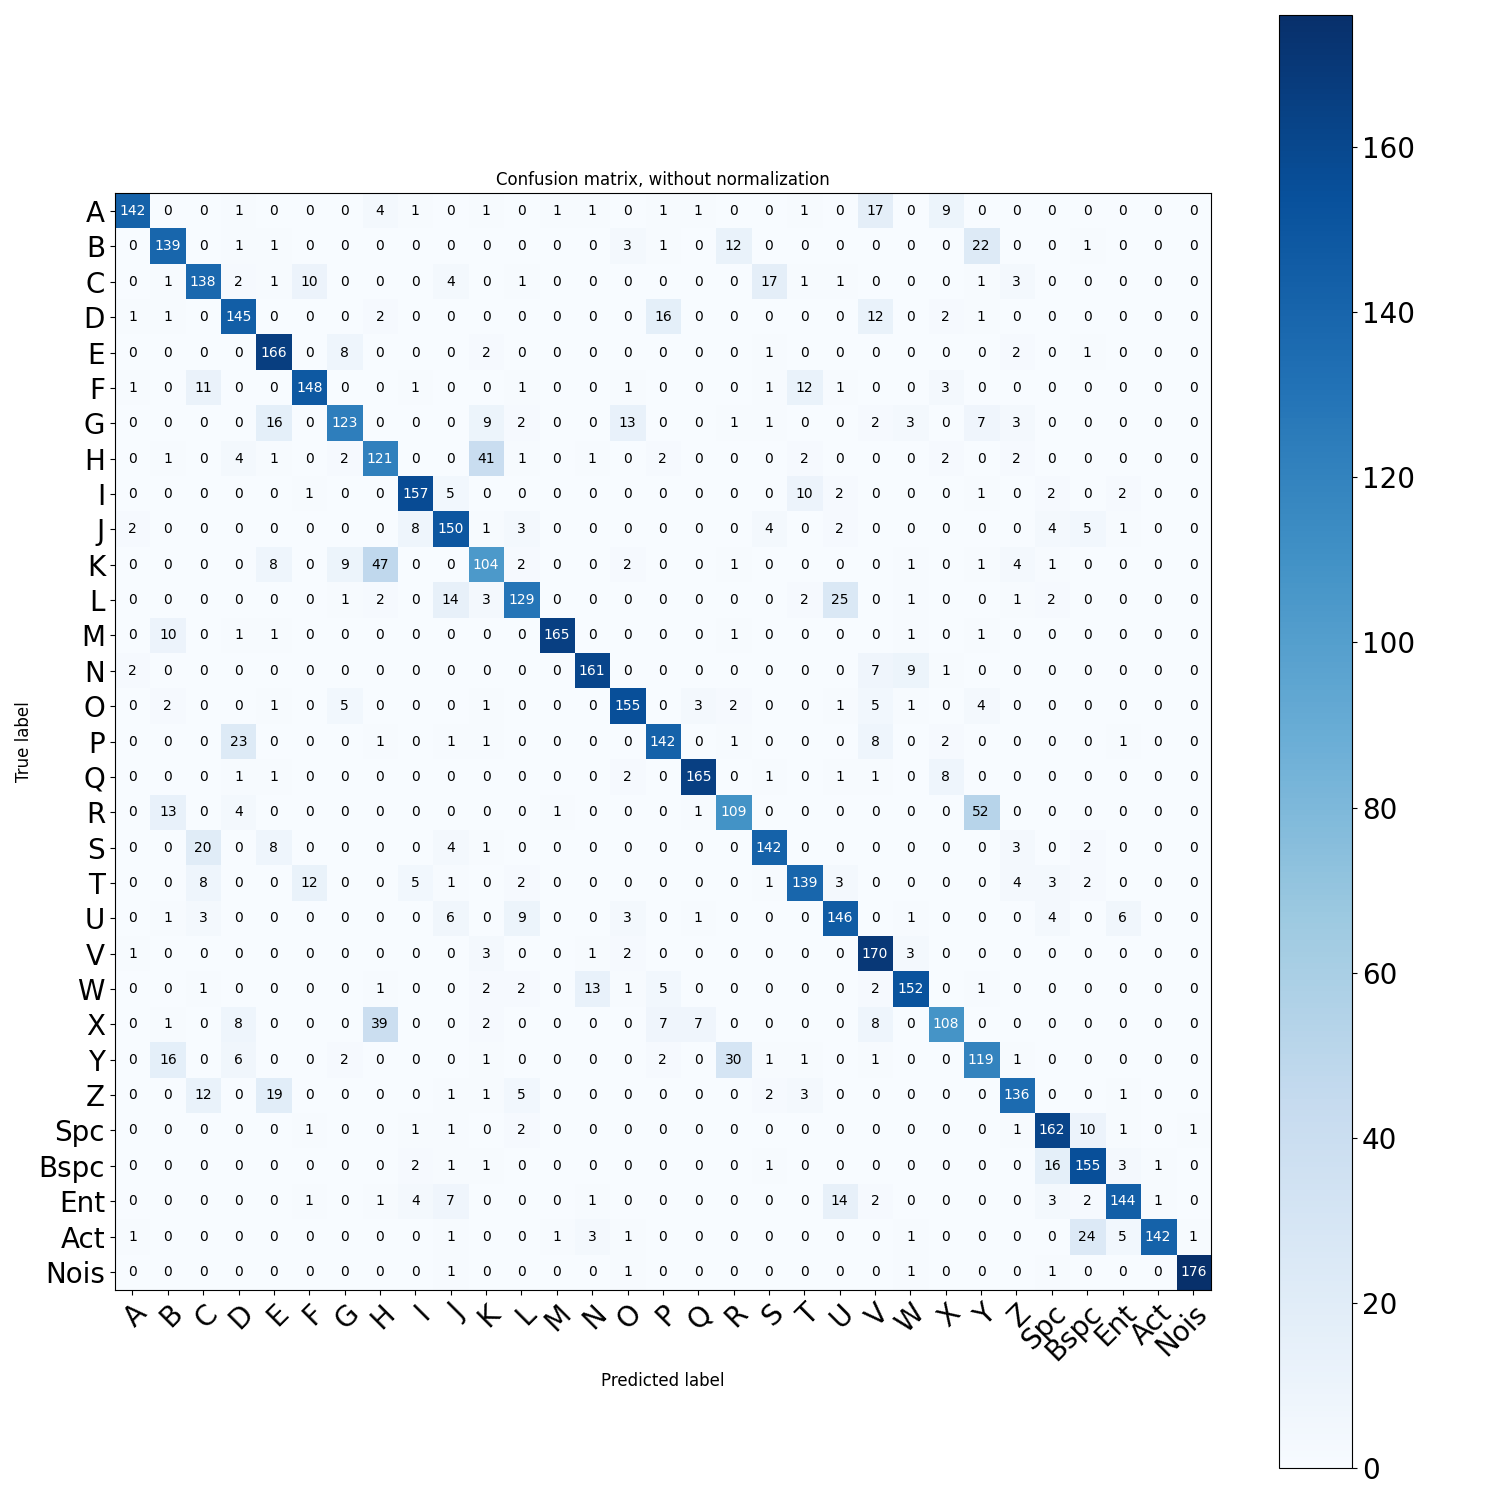 Confusion matrix, without normalization
A 142 0 0 1 0 0 0 4 1 0 1 0 1 1 0 1 1 0 0 1 0 17 0 9 0 0 0 0 0 0 0
B 0 139 0 1 1 0 0 0 0 0 0 0 0 0 3 1 0 12 0 0 0 0 0 0 22 0 0 1 0 0 0
C 0 1 138 2 1 10 0 0 0 4 0 1 0 0 0 0 0 0 17 1 1 0 0 0 1 3 0 0 0 0 0
D 1 1 0 145 0 0 0 2 0 0 0 0 0 0 0 16 0 0 0 0 0 12 0 2 1 0 0 0 0 0 0
E 0 0 0 0 166 0 8 0 0 0 2 0 0 0 0 0 0 0 1 0 0 0 0 0 0 2 0 1 0 0 0
F 1 0 11 0 0 148 0 0 1 0 0 1 0 0 1 0 0 0 1 12 1 0 0 3 0 0 0 0 0 0 0
G 0 0 0 0 16 0 123 0 0 0 9 2 0 0 13 0 0 1 1 0 0 2 3 0 7 3 0 0 0 0 0
H 0 1 0 4 1 0 2 121 0 0 41 1 0 1 0 2 0 0 0 2 0 0 0 2 0 2 0 0 0 0 0
I 0 0 0 0 0 1 0 0 157 5 0 0 0 0 0 0 0 0 0 10 2 0 0 0 1 0 2 0 2 0 0
J 2 0 0 0 0 0 0 0 8 150 1 3 0 0 0 0 0 0 4 0 2 0 0 0 0 0 4 5 1 0 0
K 0 0 0 0 8 0 9 47 0 0 104 2 0 0 2 0 0 1 0 0 0 0 1 0 1 4 1 0 0 0 0
L 0 0 0 0 0 0 1 2 0 14 3 129 0 0 0 0 0 0 0 2 25 0 1 0 0 1 2 0 0 0 0
M 0 10 0 1 1 0 0 0 0 0 0 0 165 0 0 0 0 1 0 0 0 0 1 0 1 0 0 0 0 0 0
N 2 0 0 0 0 0 0 0 0 0 0 0 0 161 0 0 0 0 0 0 0 7 9 1 0 0 0 0 0 0 0
O 0 2 0 0 1 0 5 0 0 0 1 0 0 0 155 0 3 2 0 0 1 5 1 0 4 0 0 0 0 0 0
P 0 0 0 23 0 0 0 1 0 1 1 0 0 0 0 142 0 1 0 0 0 8 0 2 0 0 0 0 1 0 0
Q 0 0 0 1 1 0 0 0 0 0 0 0 0 0 2 0 165 0 1 0 1 1 0 8 0 0 0 0 0 0 0
R 0 13 0 4 0 0 0 0 0 0 0 0 1 0 0 0 1 109 0 0 0 0 0 0 52 0 0 0 0 0 0
S 0 0 20 0 8 0 0 0 0 4 1 0 0 0 0 0 0 0 142 0 0 0 0 0 0 3 0 2 0 0 0
T 0 0 8 0 0 12 0 0 5 1 0 2 0 0 0 0 0 0 1 139 3 0 0 0 0 4 3 2 0 0 0
U 0 1 3 0 0 0 0 0 0 6 0 9 0 0 3 0 1 0 0 0 146 0 1 0 0 0 4 0 6 0 0
V 1 0 0 0 0 0 0 0 0 0 3 0 0 1 2 0 0 0 0 0 0 170 3 0 0 0 0 0 0 0 0
W 0 0 1 0 0 0 0 1 0 0 2 2 0 13 1 5 0 0 0 0 0 2 152 0 1 0 0 0 0 0 0
X 0 1 0 8 0 0 0 39 0 0 2 0 0 0 0 7 7 0 0 0 0 8 0 108 0 0 0 0 0 0 0
Y 0 16 0 6 0 0 2 0 0 0 1 0 0 0 0 2 0 30 1 1 0 1 0 0 119 1 0 0 0 0 0
Z 0 0 12 0 19 0 0 0 0 1 1 5 0 0 0 0 0 0 2 3 0 0 0 0 0 136 0 0 1 0 0
Spc 0 0 0 0 0 1 0 0 1 1 0 2 0 0 0 0 0 0 0 0 0 0 0 0 0 1 162 10 1 0 1
Bspc 0 0 0 0 0 0 0 0 2 1 1 0 0 0 0 0 0 0 1 0 0 0 0 0 0 0 16 155 3 1 0
Ent 0 0 0 0 0 1 0 1 4 7 0 0 0 1 0 0 0 0 0 0 14 2 0 0 0 0 3 2 144 1 0
Act 1 0 0 0 0 0 0 0 0 1 0 0 1 3 1 0 0 0 0 0 0 0 1 0 0 0 0 24 5 142 1
Nois 0 0 0 0 0 0 0 0 0 1 0 0 0 0 1 0 0 0 0 0 0 0 1 0 0 0 1 0 0 0 176
A B C D E F G H I J K L M N O P Q R S T U V W X Y Z Spc Bspc Ent Act Nois
Predicted label
True label
160
140
120
100
80
60
40
20
0